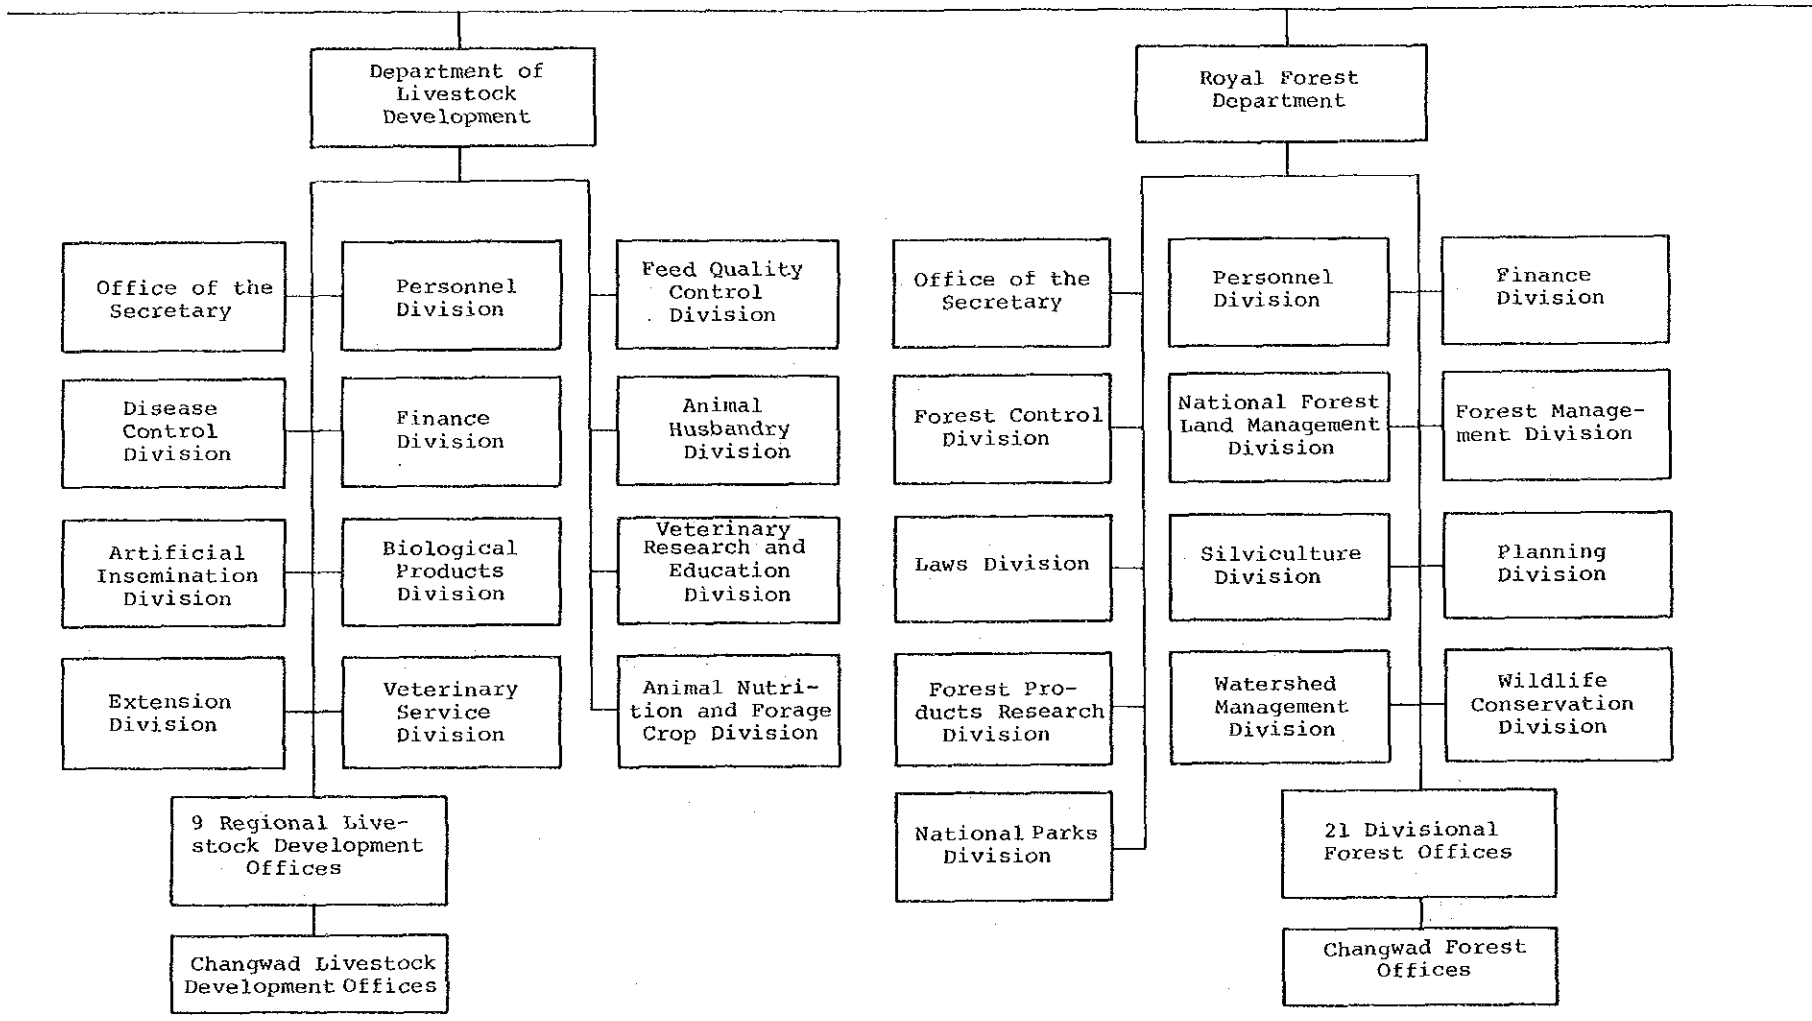 Department of
Livestock
Development
Royal Forest
Department
Office of the
Secretary
Personnel
Division
Feed Quality
Control
Division
Office of the
Secretary
Personnel
Division
Finance
Division
Disease
Control
Division
Finance
Division
Animal
Husbandry
Division
Forest Control
Division
National Forest
Land Management
Division
Forest Manage-
ment Division
Artificial
Insemination
Division
Biological
Products
Division
Veterinary
Research and
Education
Division
Laws Division
Silviculture
Division
Planning
Division
Extension
Division
Veterinary
Service
Division
Animal Nutri-
tion and Forage
Crop Division
Forest Pro-
ducts Research
Division
Watershed
Management
Division
Wildlife
Conservation
Division
9 Regional Live-
stock Development
Offices
National Parks
Division
21 Divisional
Forest Offices
Changwad Livestock
Development Offices
Changwad Forest
Offices